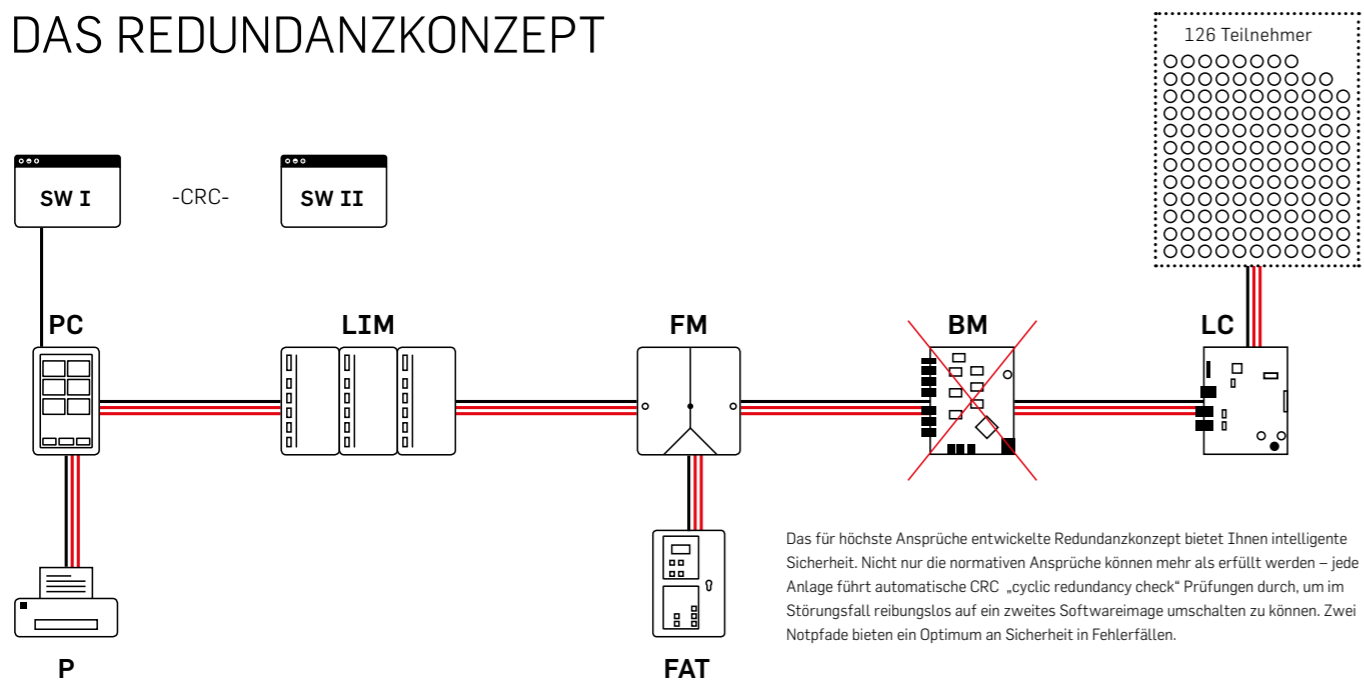 DAS REDUNDANZKONZEPT
126 Teilnehmer
SW I
-CRC-
SW II
PC
LIM
FM
BM
LC
Das für höchste Ansprüche entwickelte Redundanzkonzept bietet Ihnen intelligente
Sicherheit. Nicht nur die normativen Ansprüche können mehr als erfüllt werden – jede
Anlage führt automatische CRC „cyclic redundancy check“ Prüfungen durch, um im
Störungsfall reibungslos auf ein zweites Softwareimage umschalten zu können. Zwei
Notpfade bieten ein Optimum an Sicherheit in Fehlerfällen.
P
FAT